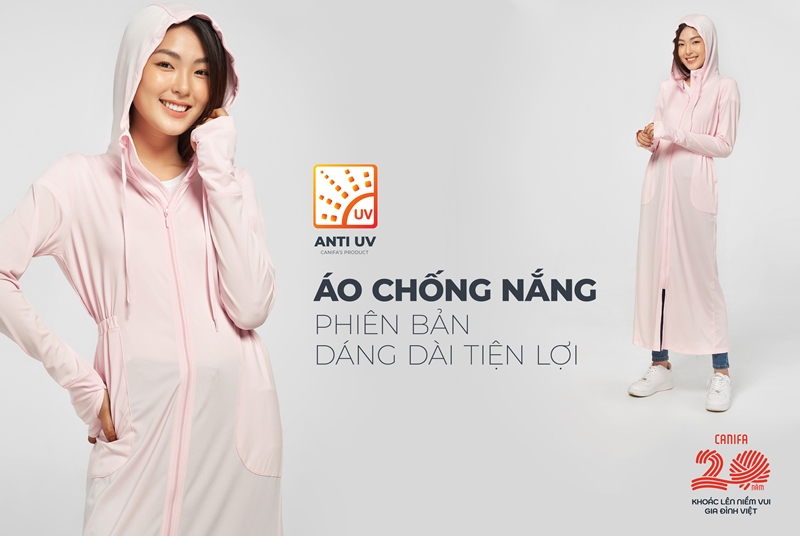 UV
ANTI UV
CANIFA'S PRODUCT
ÁO CHỐNG NẮNG
PHIÊN BẢN
DÁNG DÀI TIỆN LỢI
CANIFA
20
NĂM
KHOÁC LÊN NIỀM VUI
GIA ĐÌNH VIỆT